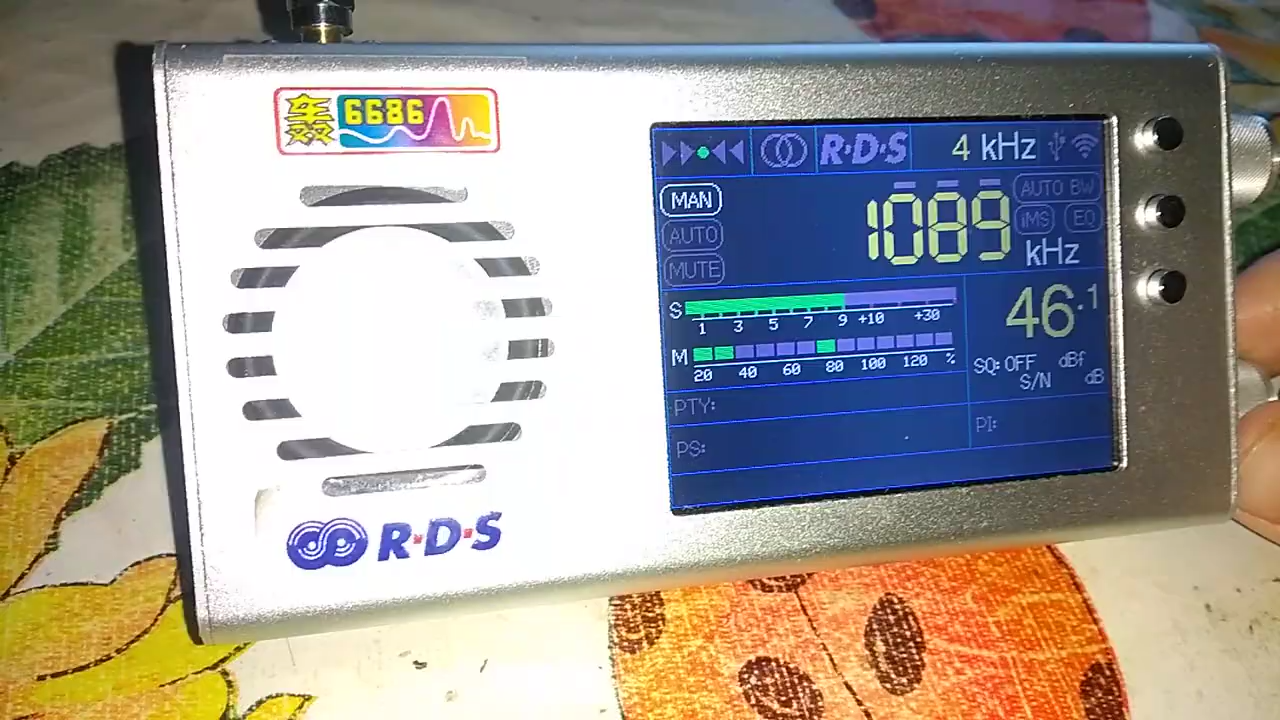 轰 6686
R·D·S
R·D·S 4 kHz
MAN AUTO BW
1089 iMS EQ
AUTO kHz
MUTE
S 1 3 5 7 9 +10 +30
46.1
M 20 40 60 80 100 120 %
SQ: OFF dBf
S/N dB
PTY:
PI:
PS: